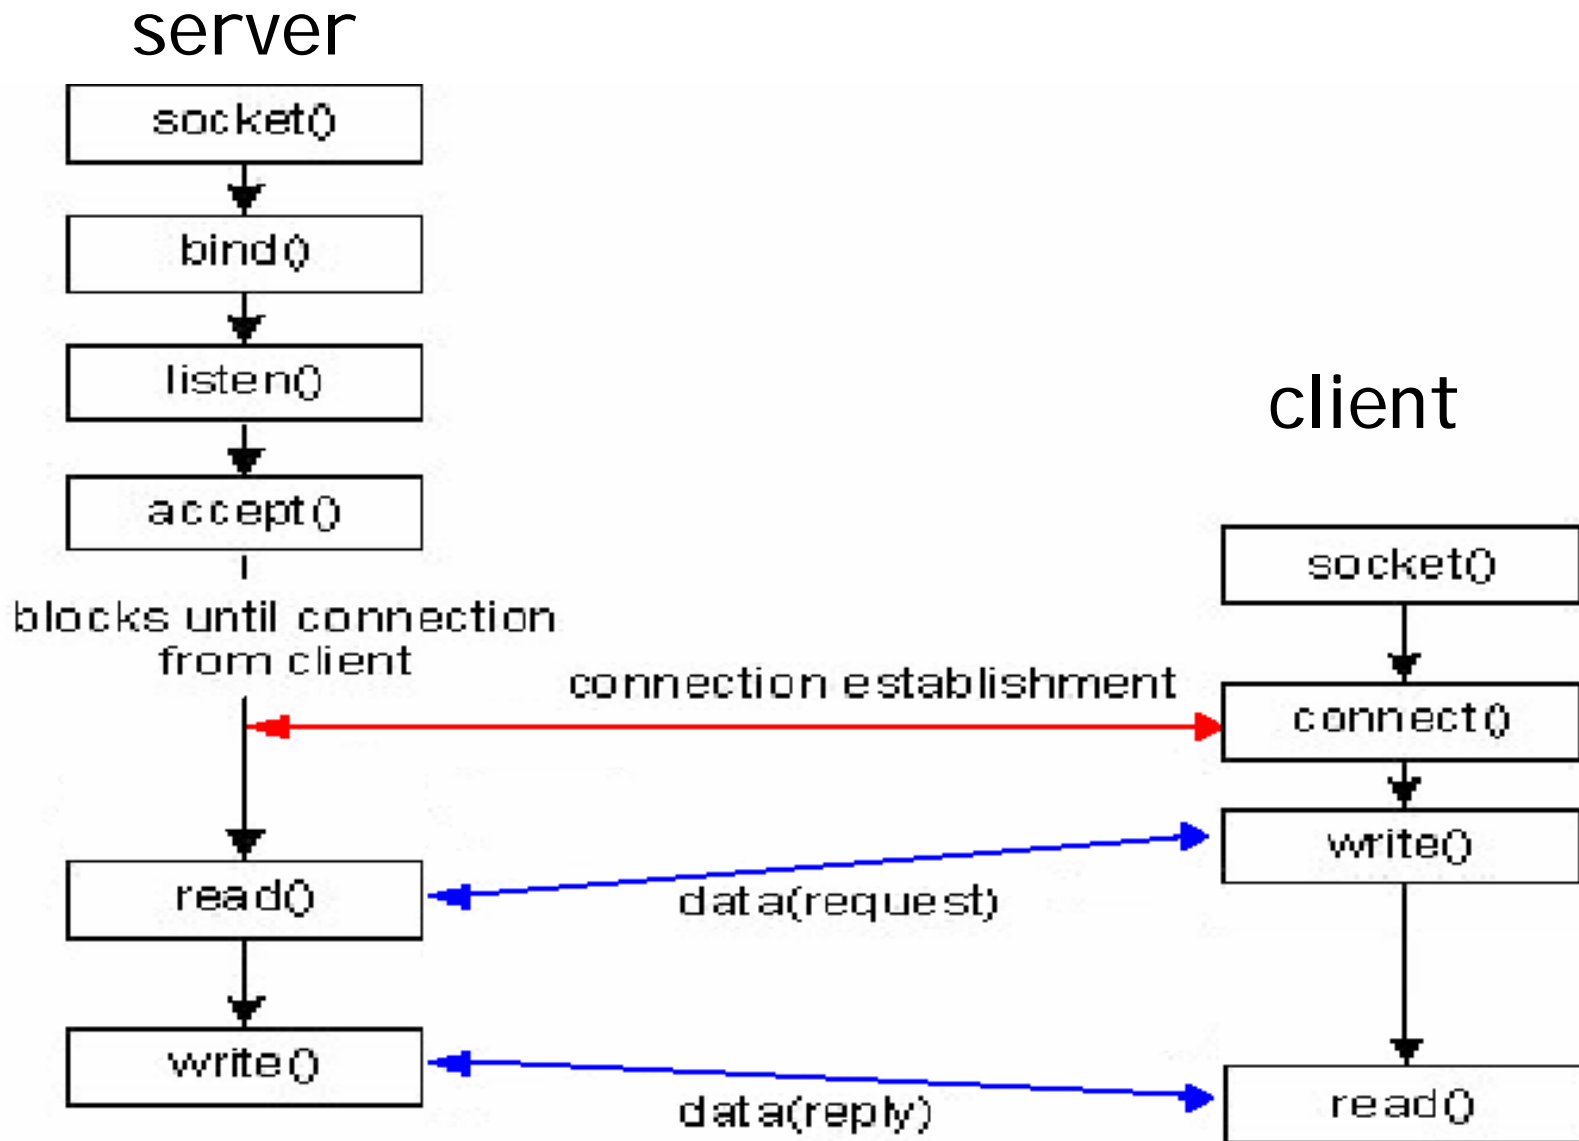 server
socket()
bind()
listen()
accept()
blocks until connection
from client
client
socket()
connection establishment
connect()
write()
read()
data(request)
write()
data(reply)
read()